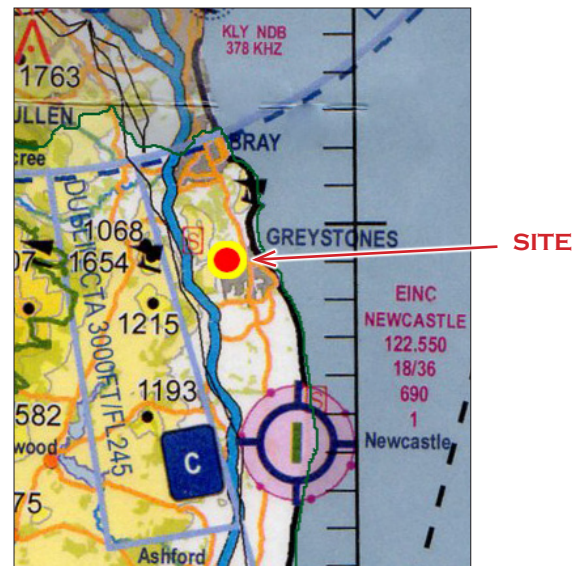 KLY NDB
378 KHZ
1763
ULLEN
cree
BRAY
DUBLIN CTA 3000FT/FL245
1068
1654
07
S
GREYSTONES
SITE
1215
EINC
NEWCASTLE
122.550
18/36
690
1
1193
582
wood
C
S
Newcastle
75
Ashford